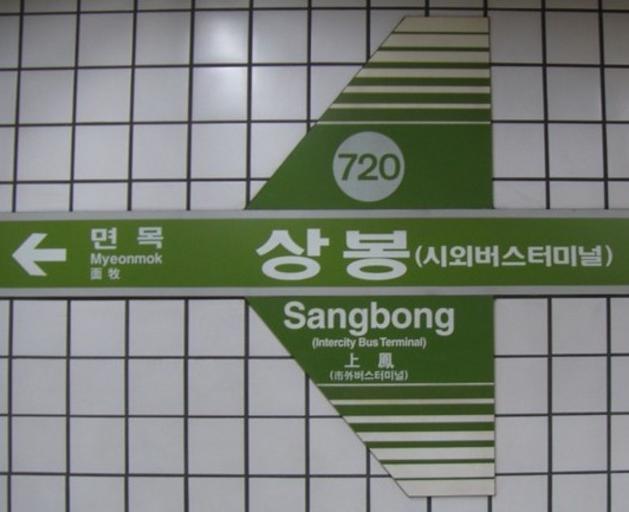 720
면 목
Myeonmok
面 牧
상 봉 (시외버스터미널)
Sangbong
(Intercity Bus Terminal)
上 鳳
(市外버스터미널)